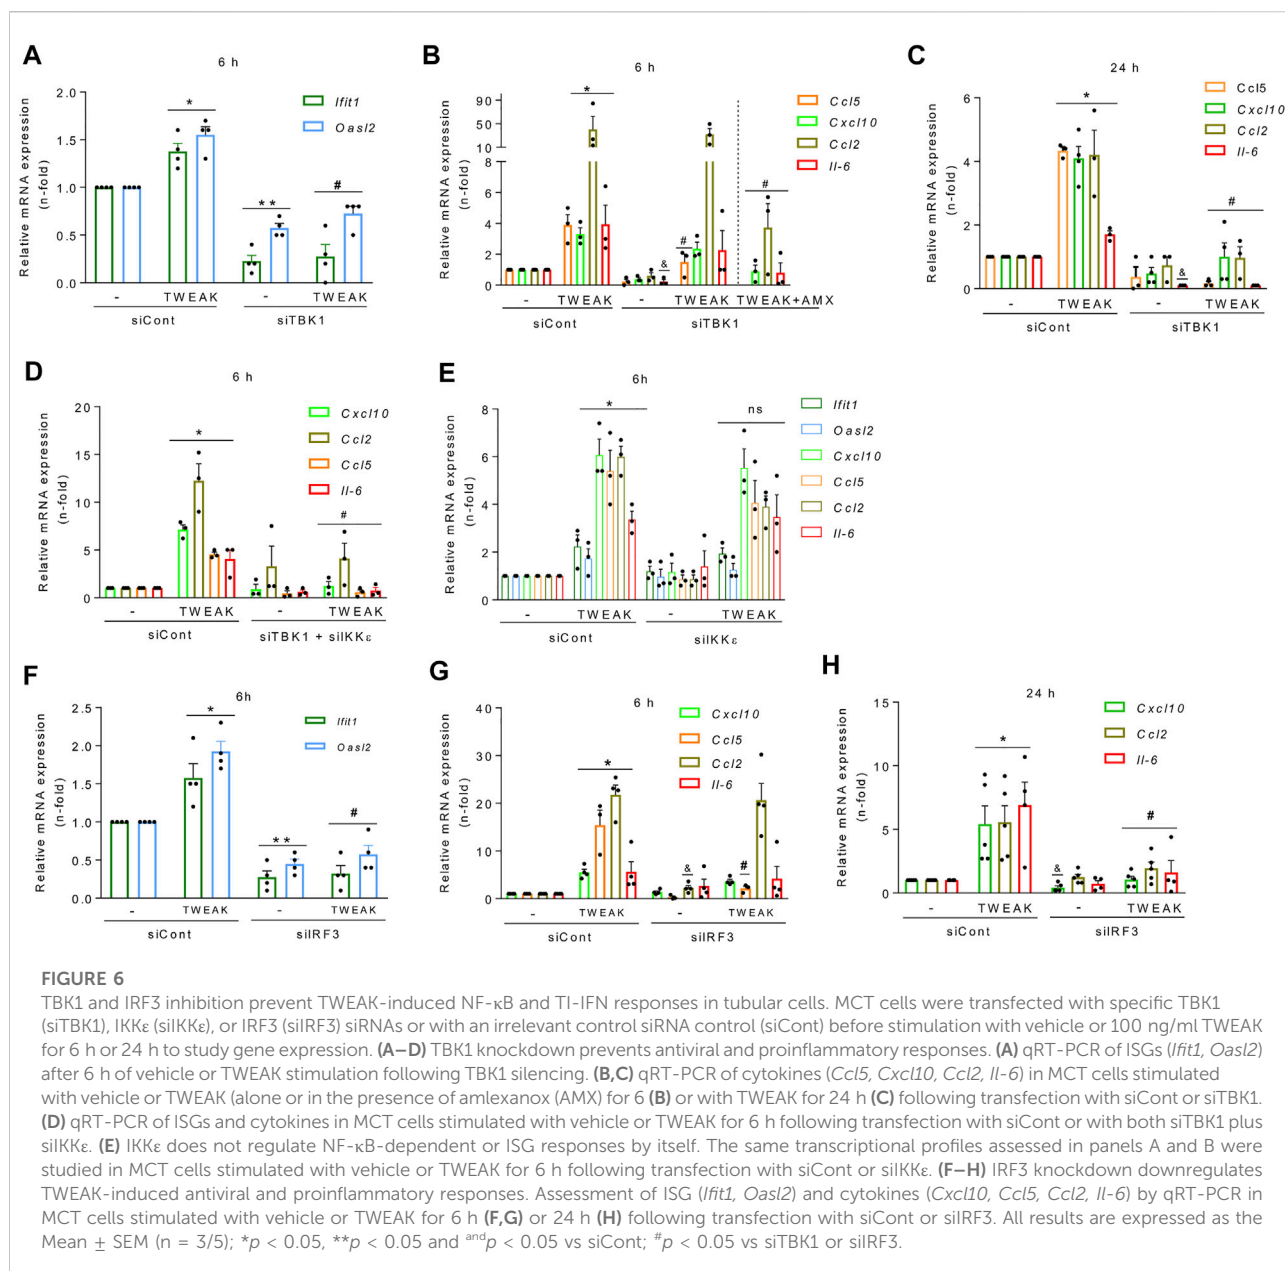 A
6 h
Relative mRNA expression
(n-fold)
2.0
1.5
1.0
0.5
0.0
*
**
#
Ifit1
Oasl2
-
TWEAK
-
TWEAK
siCont
siTBK1
B
6 h
Relative mRNA expression
(n-fold)
90
50
10
8
6
4
2
0
*
&
#
#
Ccl5
Cxcl10
Ccl2
Il-6
-
TWEAK
-
TWEAK
TWEAK+AMX
siCont
siTBK1
C
24 h
Relative mRNA expression
(n-fold)
6
4
2
0
*
&
#
Ccl5
Cxcl10
Ccl2
Il-6
-
TWEAK
-
TWEAK
siCont
siTBK1
D
6 h
Relative mRNA expression
(n-fold)
20
15
10
5
0
*
#
Cxcl10
Ccl2
Ccl5
Il-6
-
TWEAK
-
TWEAK
siCont
siTBK1 + siIKKε
E
6h
Relative mRNA expression
(n-fold)
8
6
4
2
0
*
ns
Ifit1
Oasl2
Cxcl10
Ccl5
Ccl2
Il-6
-
TWEAK
-
TWEAK
siCont
siIKKε
F
6h
Relative mRNA expression
(n-fold)
2.5
2.0
1.5
1.0
0.5
0.0
*
**
#
Ifit1
Oasl2
-
TWEAK
-
TWEAK
siCont
siIRF3
G
6 h
Relative mRNA expression
(n-fold)
40
30
20
10
0
*
&
#
Cxcl10
Ccl5
Ccl2
Il-6
-
TWEAK
-
TWEAK
siCont
siIRF3
H
24 h
Relative mRNA expression
(n-fold)
15
10
5
0
*
&
#
Cxcl10
Ccl2
Il-6
-
TWEAK
-
TWEAK
siCont
siIRF3
FIGURE 6
TBK1 and IRF3 inhibition prevent TWEAK-induced NF-κB and TI-IFN responses in tubular cells. MCT cells were transfected with specific TBK1
(siTBK1), IKKε (siIKKε), or IRF3 (siIRF3) siRNAs or with an irrelevant control siRNA control (siCont) before stimulation with vehicle or 100 ng/ml TWEAK
for 6 h or 24 h to study gene expression. (A–D) TBK1 knockdown prevents antiviral and proinflammatory responses. (A) qRT-PCR of ISGs (Ifit1, Oasl2)
after 6 h of vehicle or TWEAK stimulation following TBK1 silencing. (B,C) qRT-PCR of cytokines (Ccl5, Cxcl10, Ccl2, Il-6) in MCT cells stimulated
with vehicle or TWEAK (alone or in the presence of amlexanox (AMX) for 6 (B) or with TWEAK for 24 h (C) following transfection with siCont or siTBK1.
(D) qRT-PCR of ISGs and cytokines in MCT cells stimulated with vehicle or TWEAK for 6 h following transfection with siCont or with both siTBK1 plus
siIKKε. (E) IKKε does not regulate NF-κB-dependent or ISG responses by itself. The same transcriptional profiles assessed in panels A and B were
studied in MCT cells stimulated with vehicle or TWEAK for 6 h following transfection with siCont or siIKKε. (F–H) IRF3 knockdown downregulates
TWEAK-induced antiviral and proinflammatory responses. Assessment of ISG (Ifit1, Oasl2) and cytokines (Cxcl10, Ccl5, Ccl2, Il-6) by qRT-PCR in
MCT cells stimulated with vehicle or TWEAK for 6 h (F,G) or 24 h (H) following transfection with siCont or siIRF3. All results are expressed as the
Mean ± SEM (n = 3/5); *p < 0.05, **p < 0.05 and andp < 0.05 vs siCont; #p < 0.05 vs siTBK1 or siIRF3.